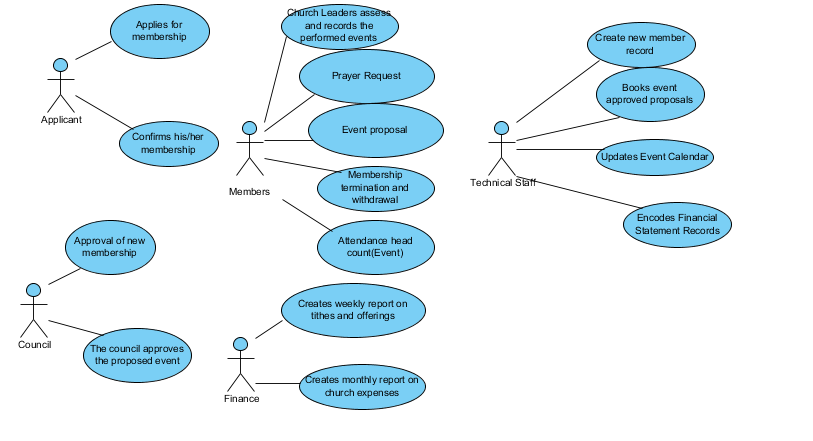 Applies for
membership
Applicant
Confirms his/her
membership
Church Leaders assess
and records the
performed events
Prayer Request
Event proposal
Members
Membership
termination and
withdrawal
Attendance head
count(Event)
Create new member
record
Books event
approved proposals
Updates Event Calendar
Technical Staff
Encodes Financial
Statement Records
Approval of new
membership
Council
The council approves
the proposed event
Creates weekly report on
tithes and offerings
Finance
Creates monthly report on
church expenses